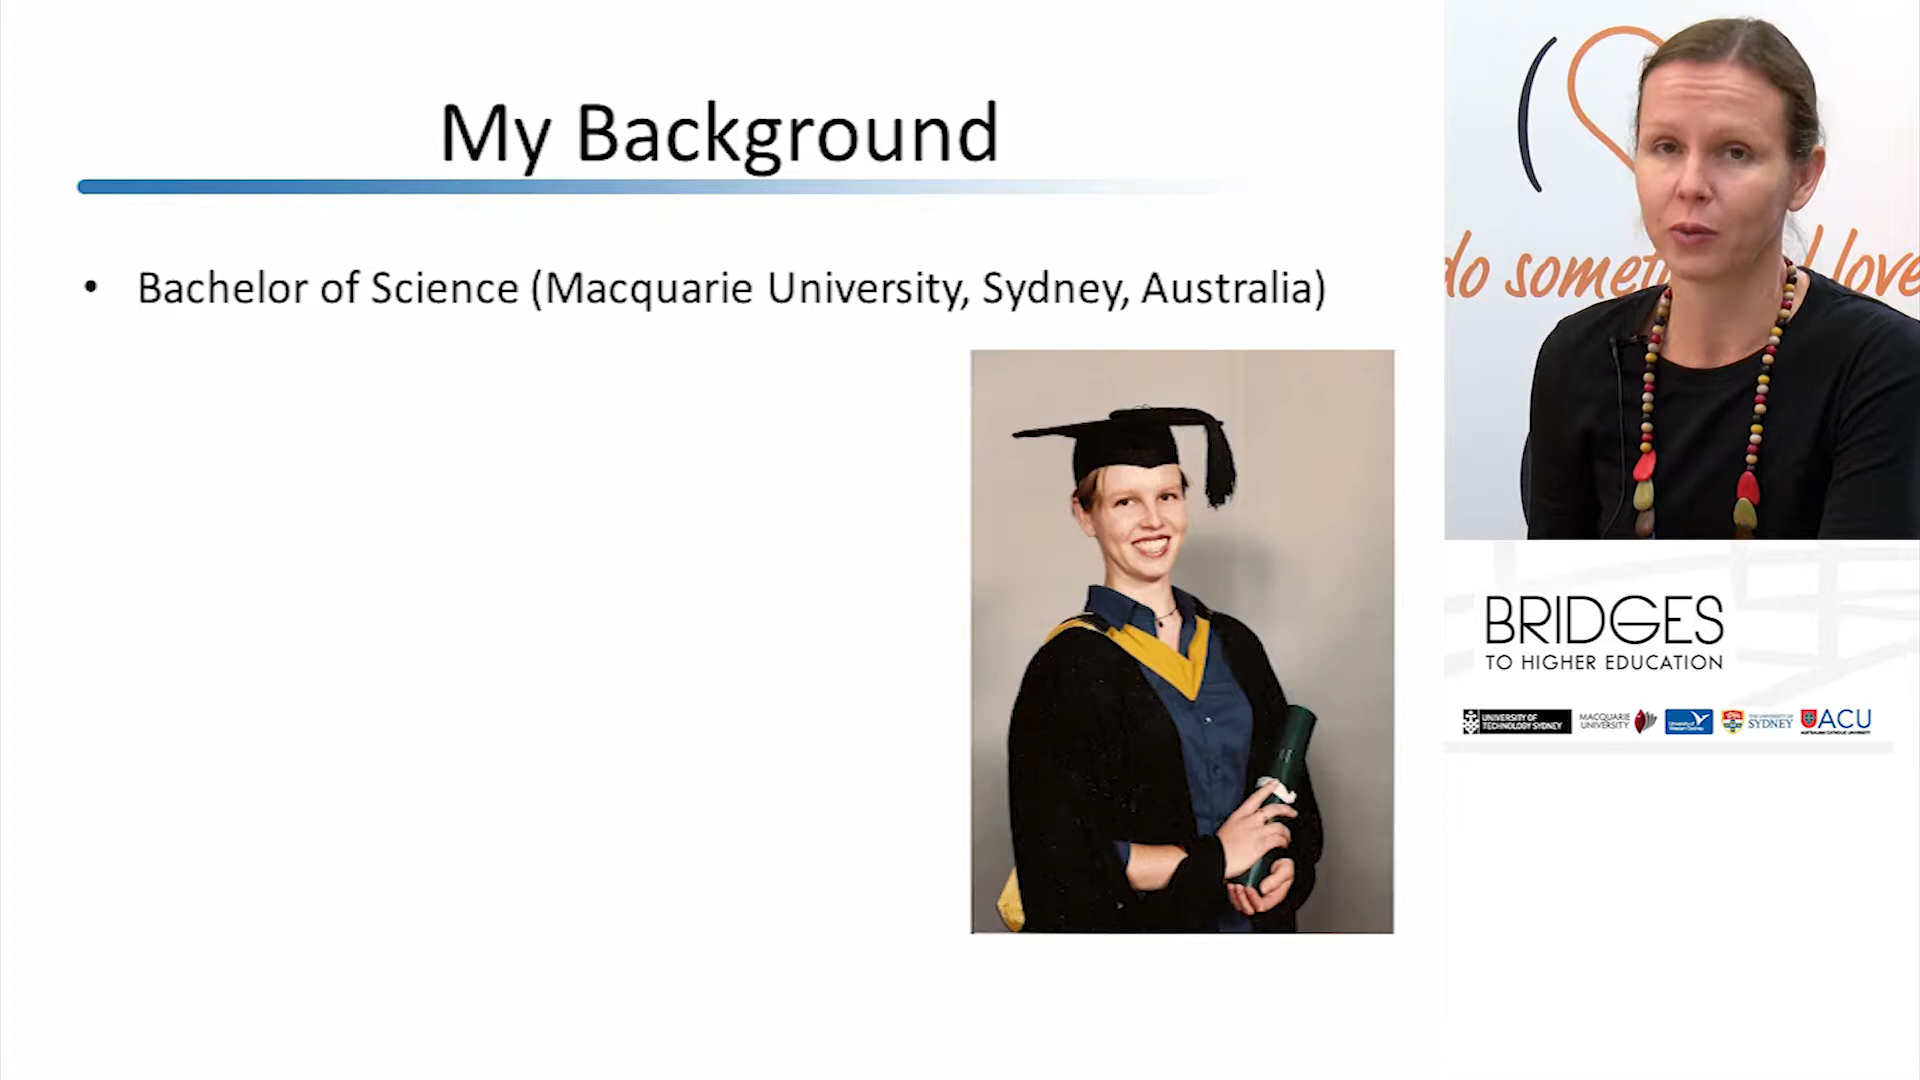 My Background
• Bachelor of Science (Macquarie University, Sydney, Australia)
do something I love
BRIDGES
TO HIGHER EDUCATION
UNIVERSITY OF
TECHNOLOGY SYDNEY
MACQUARIE
UNIVERSITY
University of
Western Sydney
THE UNIVERSITY OF
SYDNEY
ACU
AUSTRALIAN CATHOLIC UNIVERSITY